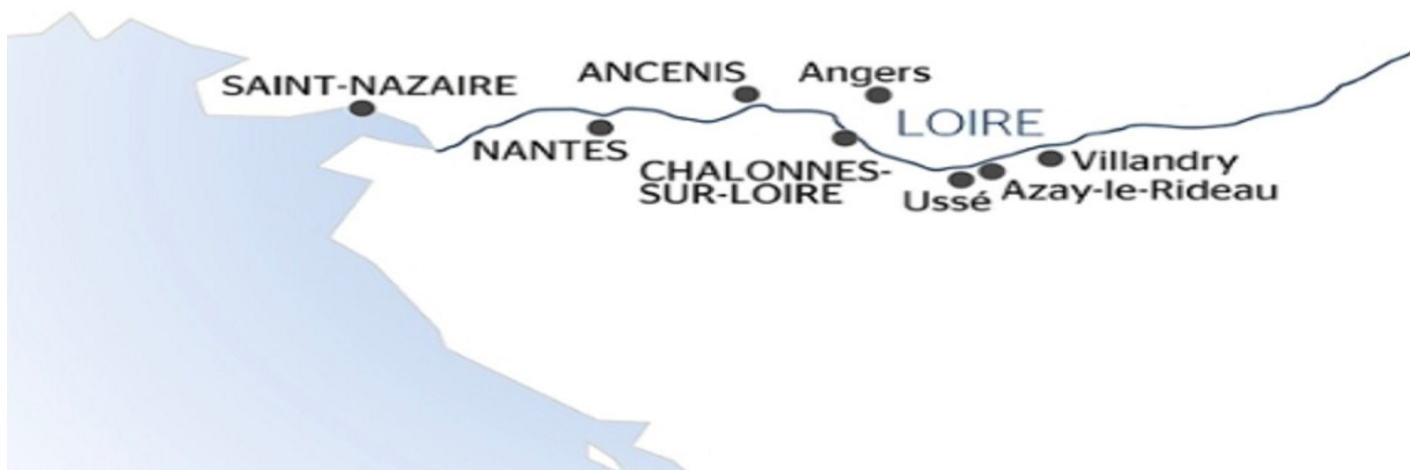 SAINT-NAZAIRE
ANCENIS
Angers
LOIRE
NANTES
CHALONNES-
SUR-LOIRE
Villandry
Ussé
Azay-le-Rideau